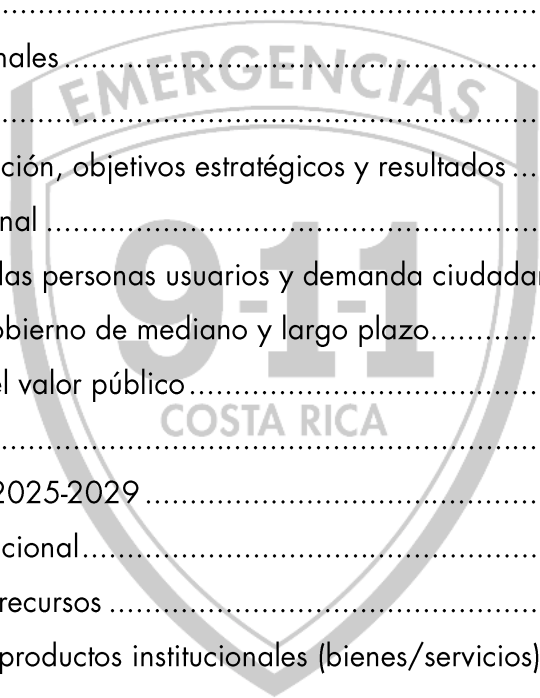 ..........................................
nales..........................................
EMERGENCIAS
..........................................
ción, objetivos estratégicos y resultados...
nal..........................................
las personas usuarios y demanda
9-1-1
obierno de mediano y largo plazo..........
el valor público................................
COSTA RICA
..........................................
2025-2029....................................
cional..........................................
recursos........................................
productos institucionales (bienes/servicios)